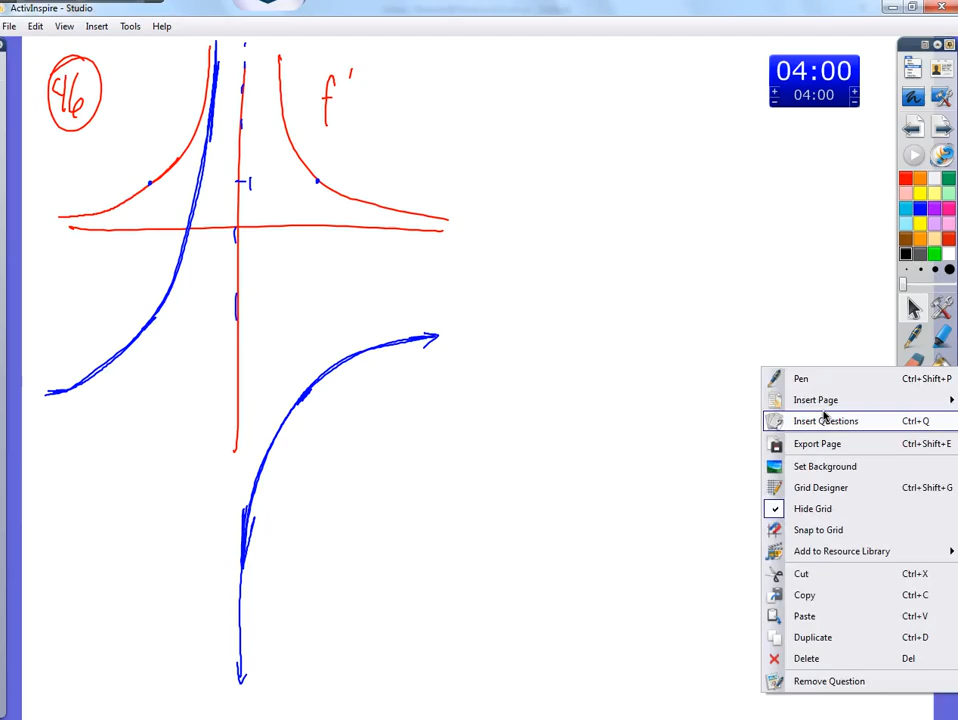 ActivInspire - Studio
File Edit View Insert Tools Help
46
f '
1
04:00
04:00
Pen Ctrl+Shift+P
Insert Page
Insert Questions Ctrl+Q
Export Page Ctrl+Shift+E
Set Background
Grid Designer Ctrl+Shift+G
Hide Grid
Snap to Grid
Add to Resource Library
Cut Ctrl+X
Copy Ctrl+C
Paste Ctrl+V
Duplicate Ctrl+D
Delete Del
Remove Question